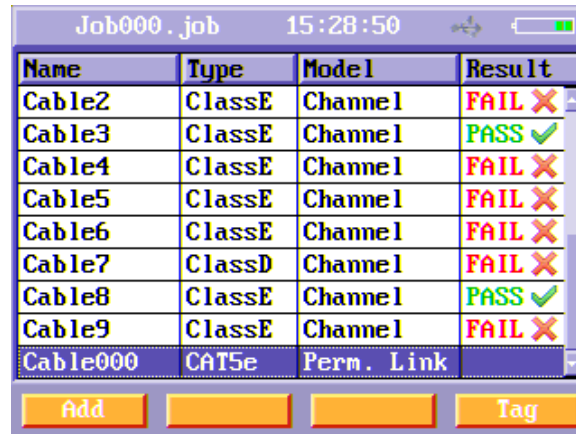 Job000.job 15:28:50
Name Type Model Result
Cable2 ClassE Channel FAIL
Cable3 ClassE Channel PASS
Cable4 ClassE Channel FAIL
Cable5 ClassE Channel FAIL
Cable6 ClassE Channel FAIL
Cable7 ClassD Channel FAIL
Cable8 ClassE Channel PASS
Cable9 ClassE Channel FAIL
Cable000 CAT5e Perm. Link
Add Tag